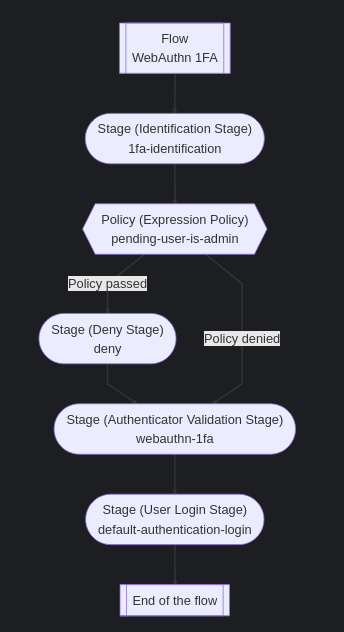 Flow
WebAuthn 1FA
Stage (Identification Stage)
1fa-identification
Policy (Expression Policy)
pending-user-is-admin
Policy passed
Stage (Deny Stage)
deny
Policy denied
Stage (Authenticator Validation Stage)
webauthn-1fa
Stage (User Login Stage)
default-authentication-login
End of the flow